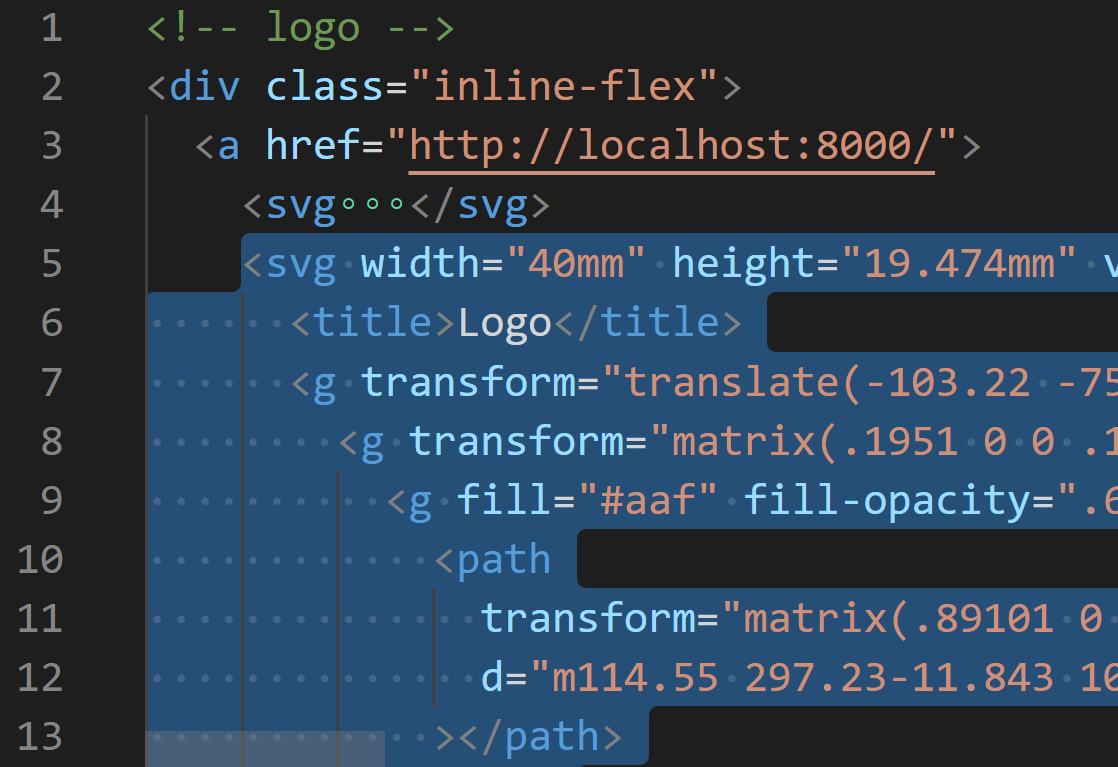 1 <!-- logo -->
2 <div class="inline-flex">
3 <a href="http://localhost:8000/">
4 <svg°°°</svg>
5 <svg width="40mm" height="19.474mm"
6 <title>Logo</title>
7 <g transform="translate(-103.22 -75
8 <g transform="matrix(.1951 0 0 .1
9 <g fill="#aaf" fill-opacity=".6
10 <path
11 transform="matrix(.89101 0
12 d="m114.55 297.23-11.843 10
13 ></path>